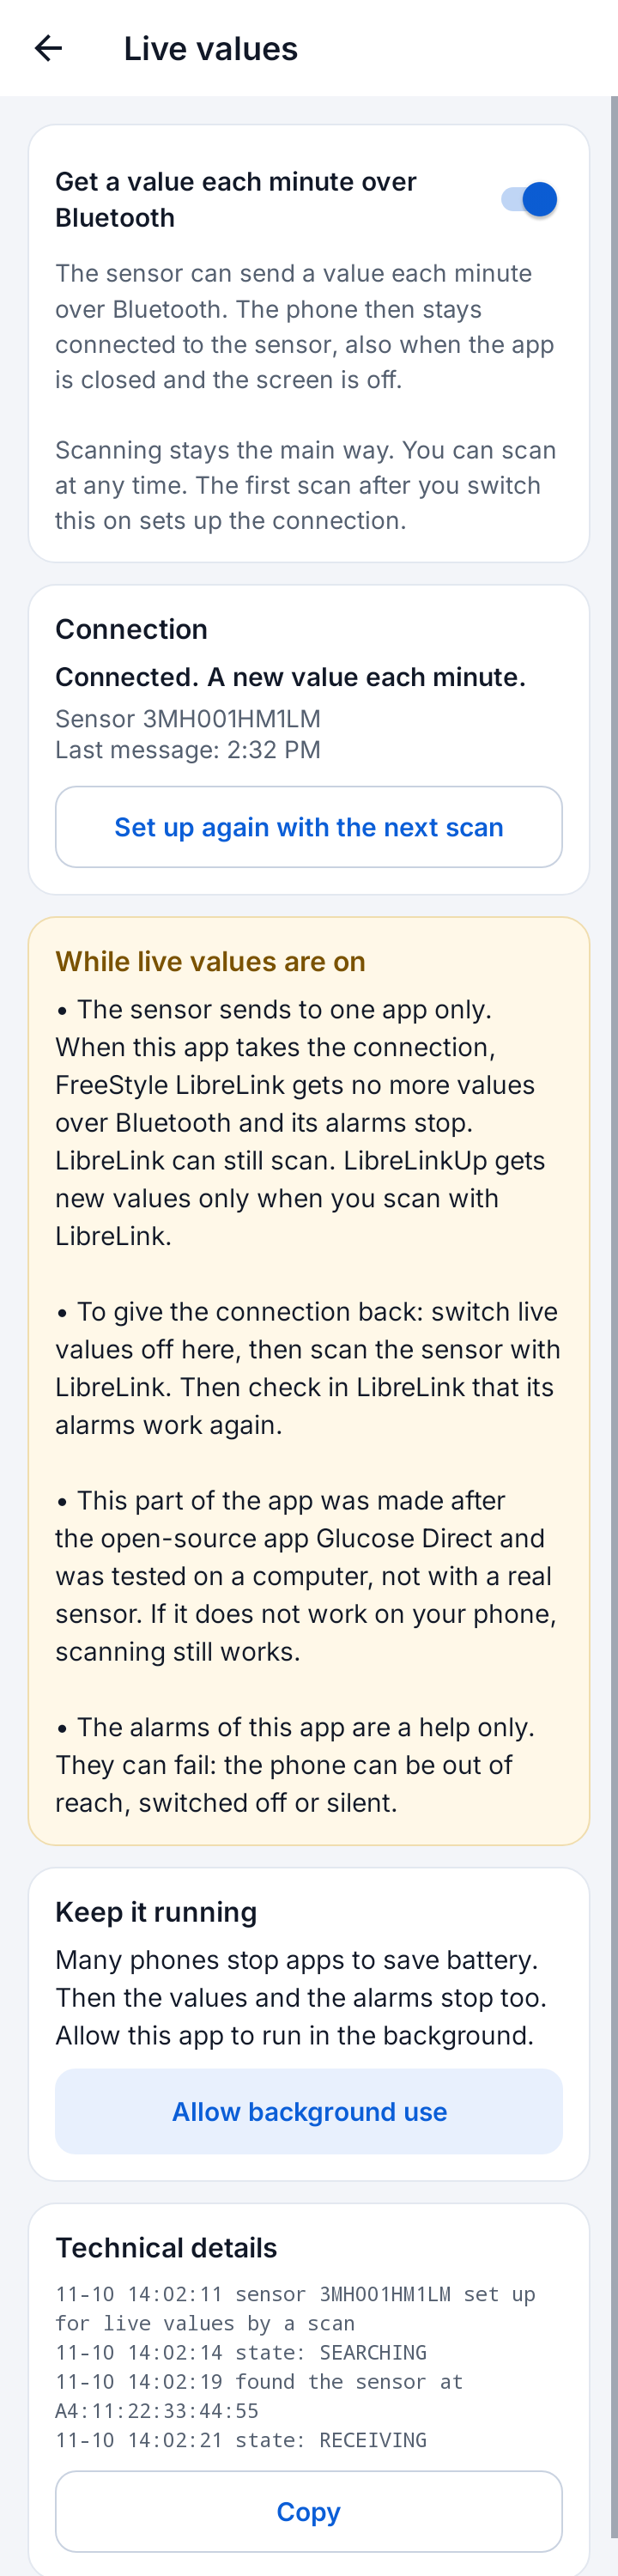 Live values
Get a value each minute over
Bluetooth
The sensor can send a value each minute
over Bluetooth. The phone then stays
connected to the sensor, also when the app
is closed and the screen is off.
Scanning stays the main way. You can scan
at any time. The first scan after you switch
this on sets up the connection.
Connection
Connected. A new value each minute.
Sensor 3MH001HM1LM
Last message: 2:32 PM
Set up again with the next scan
While live values are on
• The sensor sends to one app only.
When this app takes the connection,
FreeStyle LibreLink gets no more values
over Bluetooth and its alarms stop.
LibreLink can still scan. LibreLinkUp gets
new values only when you scan with
LibreLink.
• To give the connection back: switch live
values off here, then scan the sensor with
LibreLink. Then check in LibreLink that its
alarms work again.
• This part of the app was made after
the open-source app Glucose Direct and
was tested on a computer, not with a real
sensor. If it does not work on your phone,
scanning still works.
• The alarms of this app are a help only.
They can fail: the phone can be out of
reach, switched off or silent.
Keep it running
Many phones stop apps to save battery.
Then the values and the alarms stop too.
Allow this app to run in the background.
Allow background use
Technical details
11-10 14:02:11 sensor 3MH001HM1LM set up
for live values by a scan
11-10 14:02:14 state: SEARCHING
11-10 14:02:19 found the sensor at
A4:11:22:33:44:55
11-10 14:02:21 state: RECEIVING
Copy